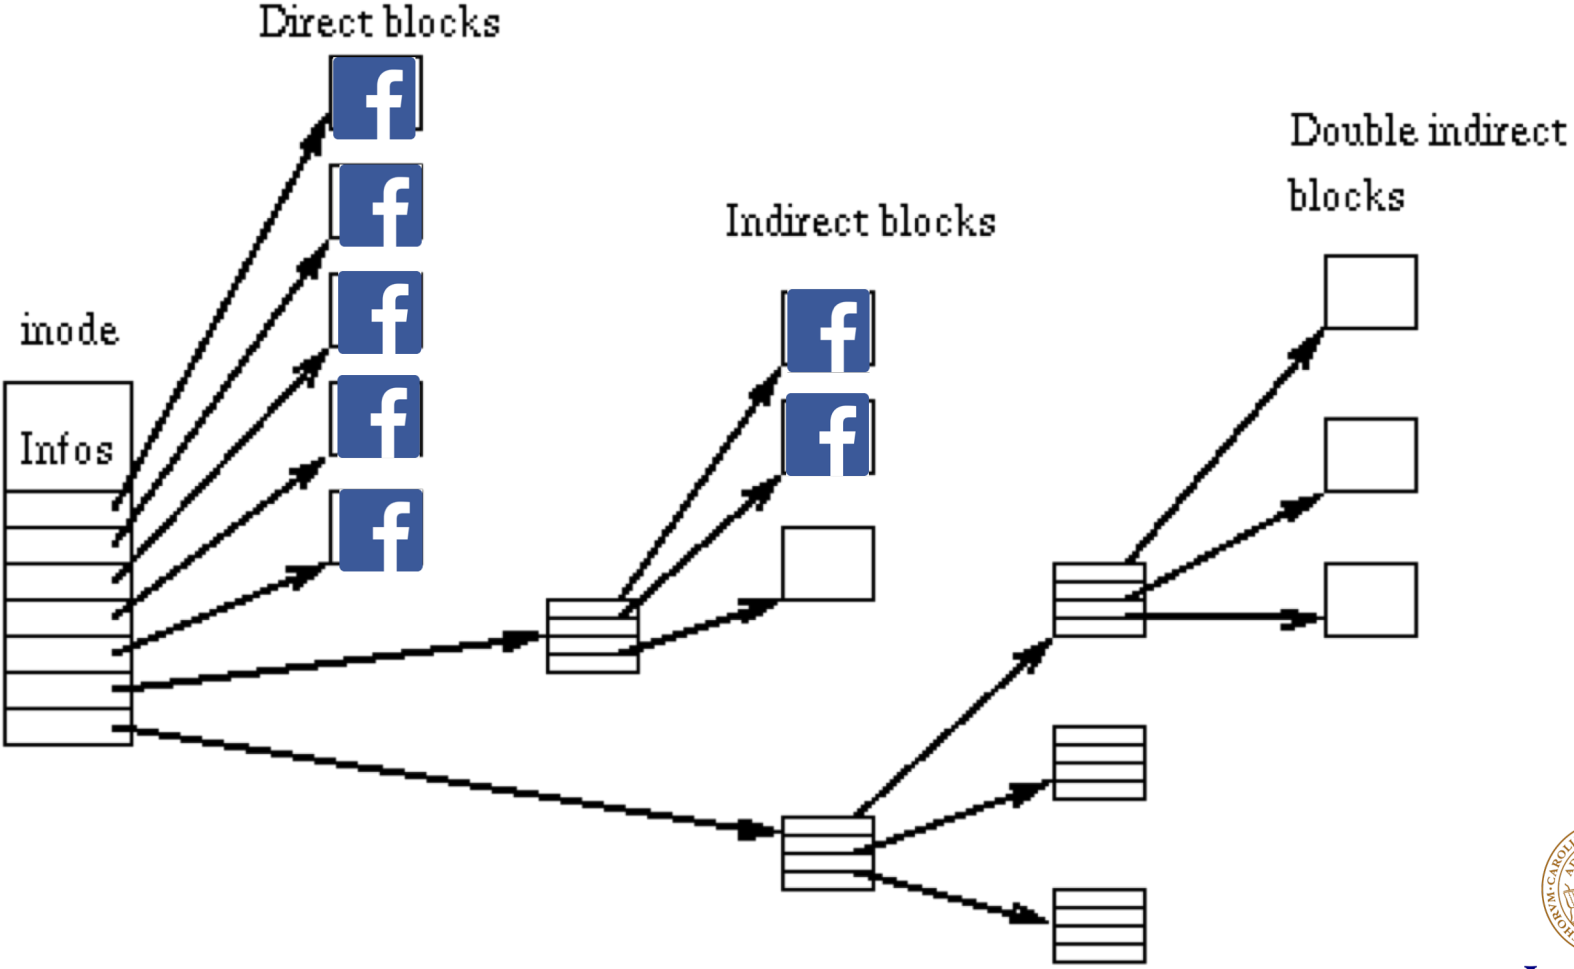 Direct blocks
Double indirect
blocks
Indirect blocks
inode
Infos
f
f
f
f
f
f
f